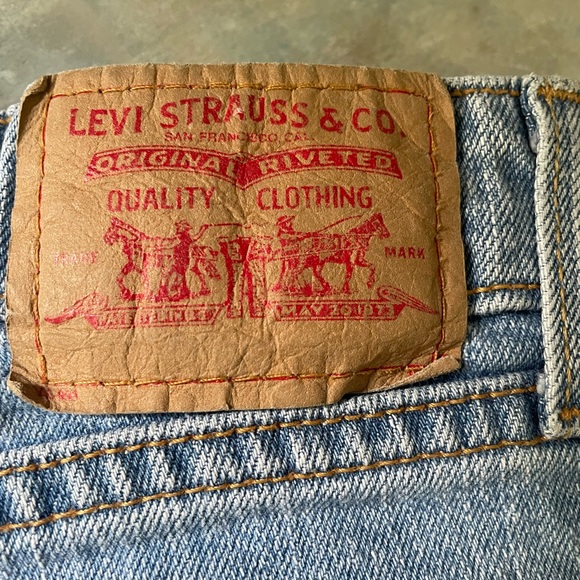 LEVI STRAUSS & CO.
SAN FRANCISCO, CAL.
ORIGINAL RIVETED
QUALITY CLOTHING
TRADE MARK
MAY 20 1873